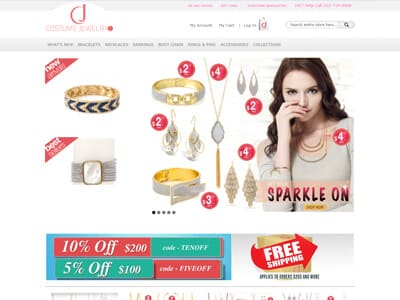 My Account My Cart Log In
Search entire store here...
COSTUME JEWELRY 1
WHAT'S NEW BRACELETS NECKLACES EARRINGS BODY CHAIN RINGS & PINS ACCESSORIES COLLECTIONS
new
best
$2
$2
$4
$4
$2
$4
$3
SPARKLE ON
SHOP NOW
10% Off $200 code - TENOFF
5% Off $100 code - FIVEOFF
FREE
SHIPPING
APPLIES TO ORDERS $200 AND MORE